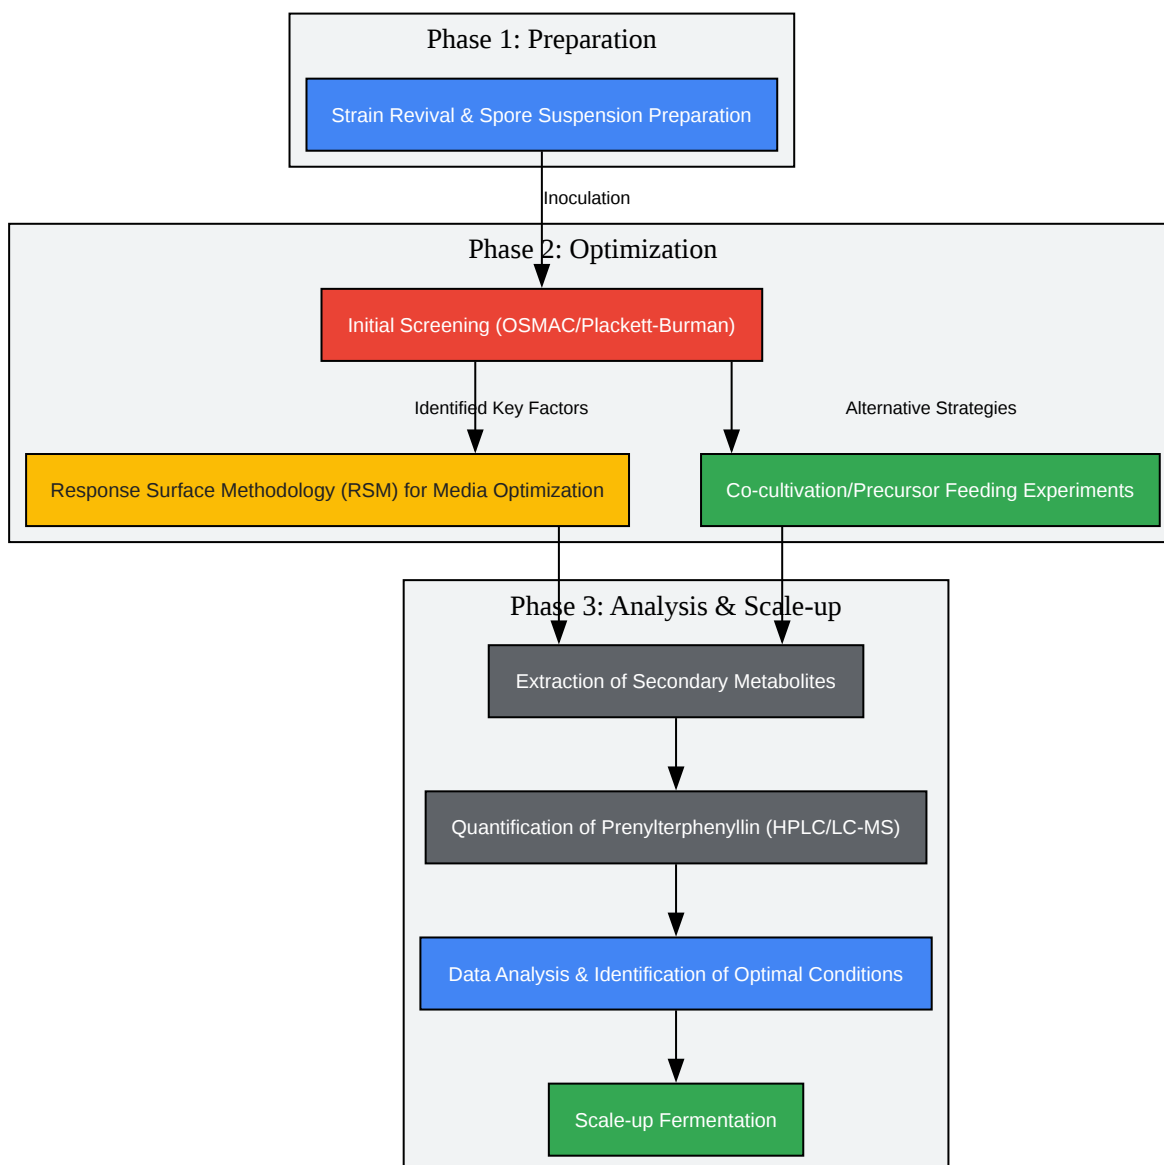 Phase 1: Preparation
Strain Revival & Spore Suspension Preparation
Inoculation
Phase 2: Optimization
Initial Screening (OSMAC/Plackett-Burman)
Identified Key Factors
Alternative Strategies
Response Surface Methodology (RSM) for Media Optimization
Co-cultivation/Precursor Feeding Experiments
Phase 3: Analysis & Scale-up
Extraction of Secondary Metabolites
Quantification of Prenylterphenyllin (HPLC/LC-MS)
Data Analysis & Identification of Optimal Conditions
Scale-up Fermentation